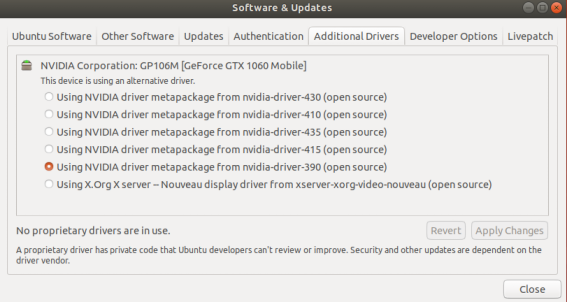 Software & Updates
Ubuntu Software Other Software Updates Authentication Additional Drivers Developer Options Livepatch
NVIDIA Corporation: GP106M [GeForce GTX 1060 Mobile]
This device is using an alternative driver.
Using NVIDIA driver metapackage from nvidia-driver-430 (open source)
Using NVIDIA driver metapackage from nvidia-driver-410 (open source)
Using NVIDIA driver metapackage from nvidia-driver-435 (open source)
Using NVIDIA driver metapackage from nvidia-driver-415 (open source)
Using NVIDIA driver metapackage from nvidia-driver-390 (open source)
Using X.Org X server – Nouveau display driver from xserver-xorg-video-nouveau (open source)
No proprietary drivers are in use. Revert Apply Changes
A proprietary driver has private code that Ubuntu developers can't review or improve. Security and other updates are dependent on the
driver vendor.
Close